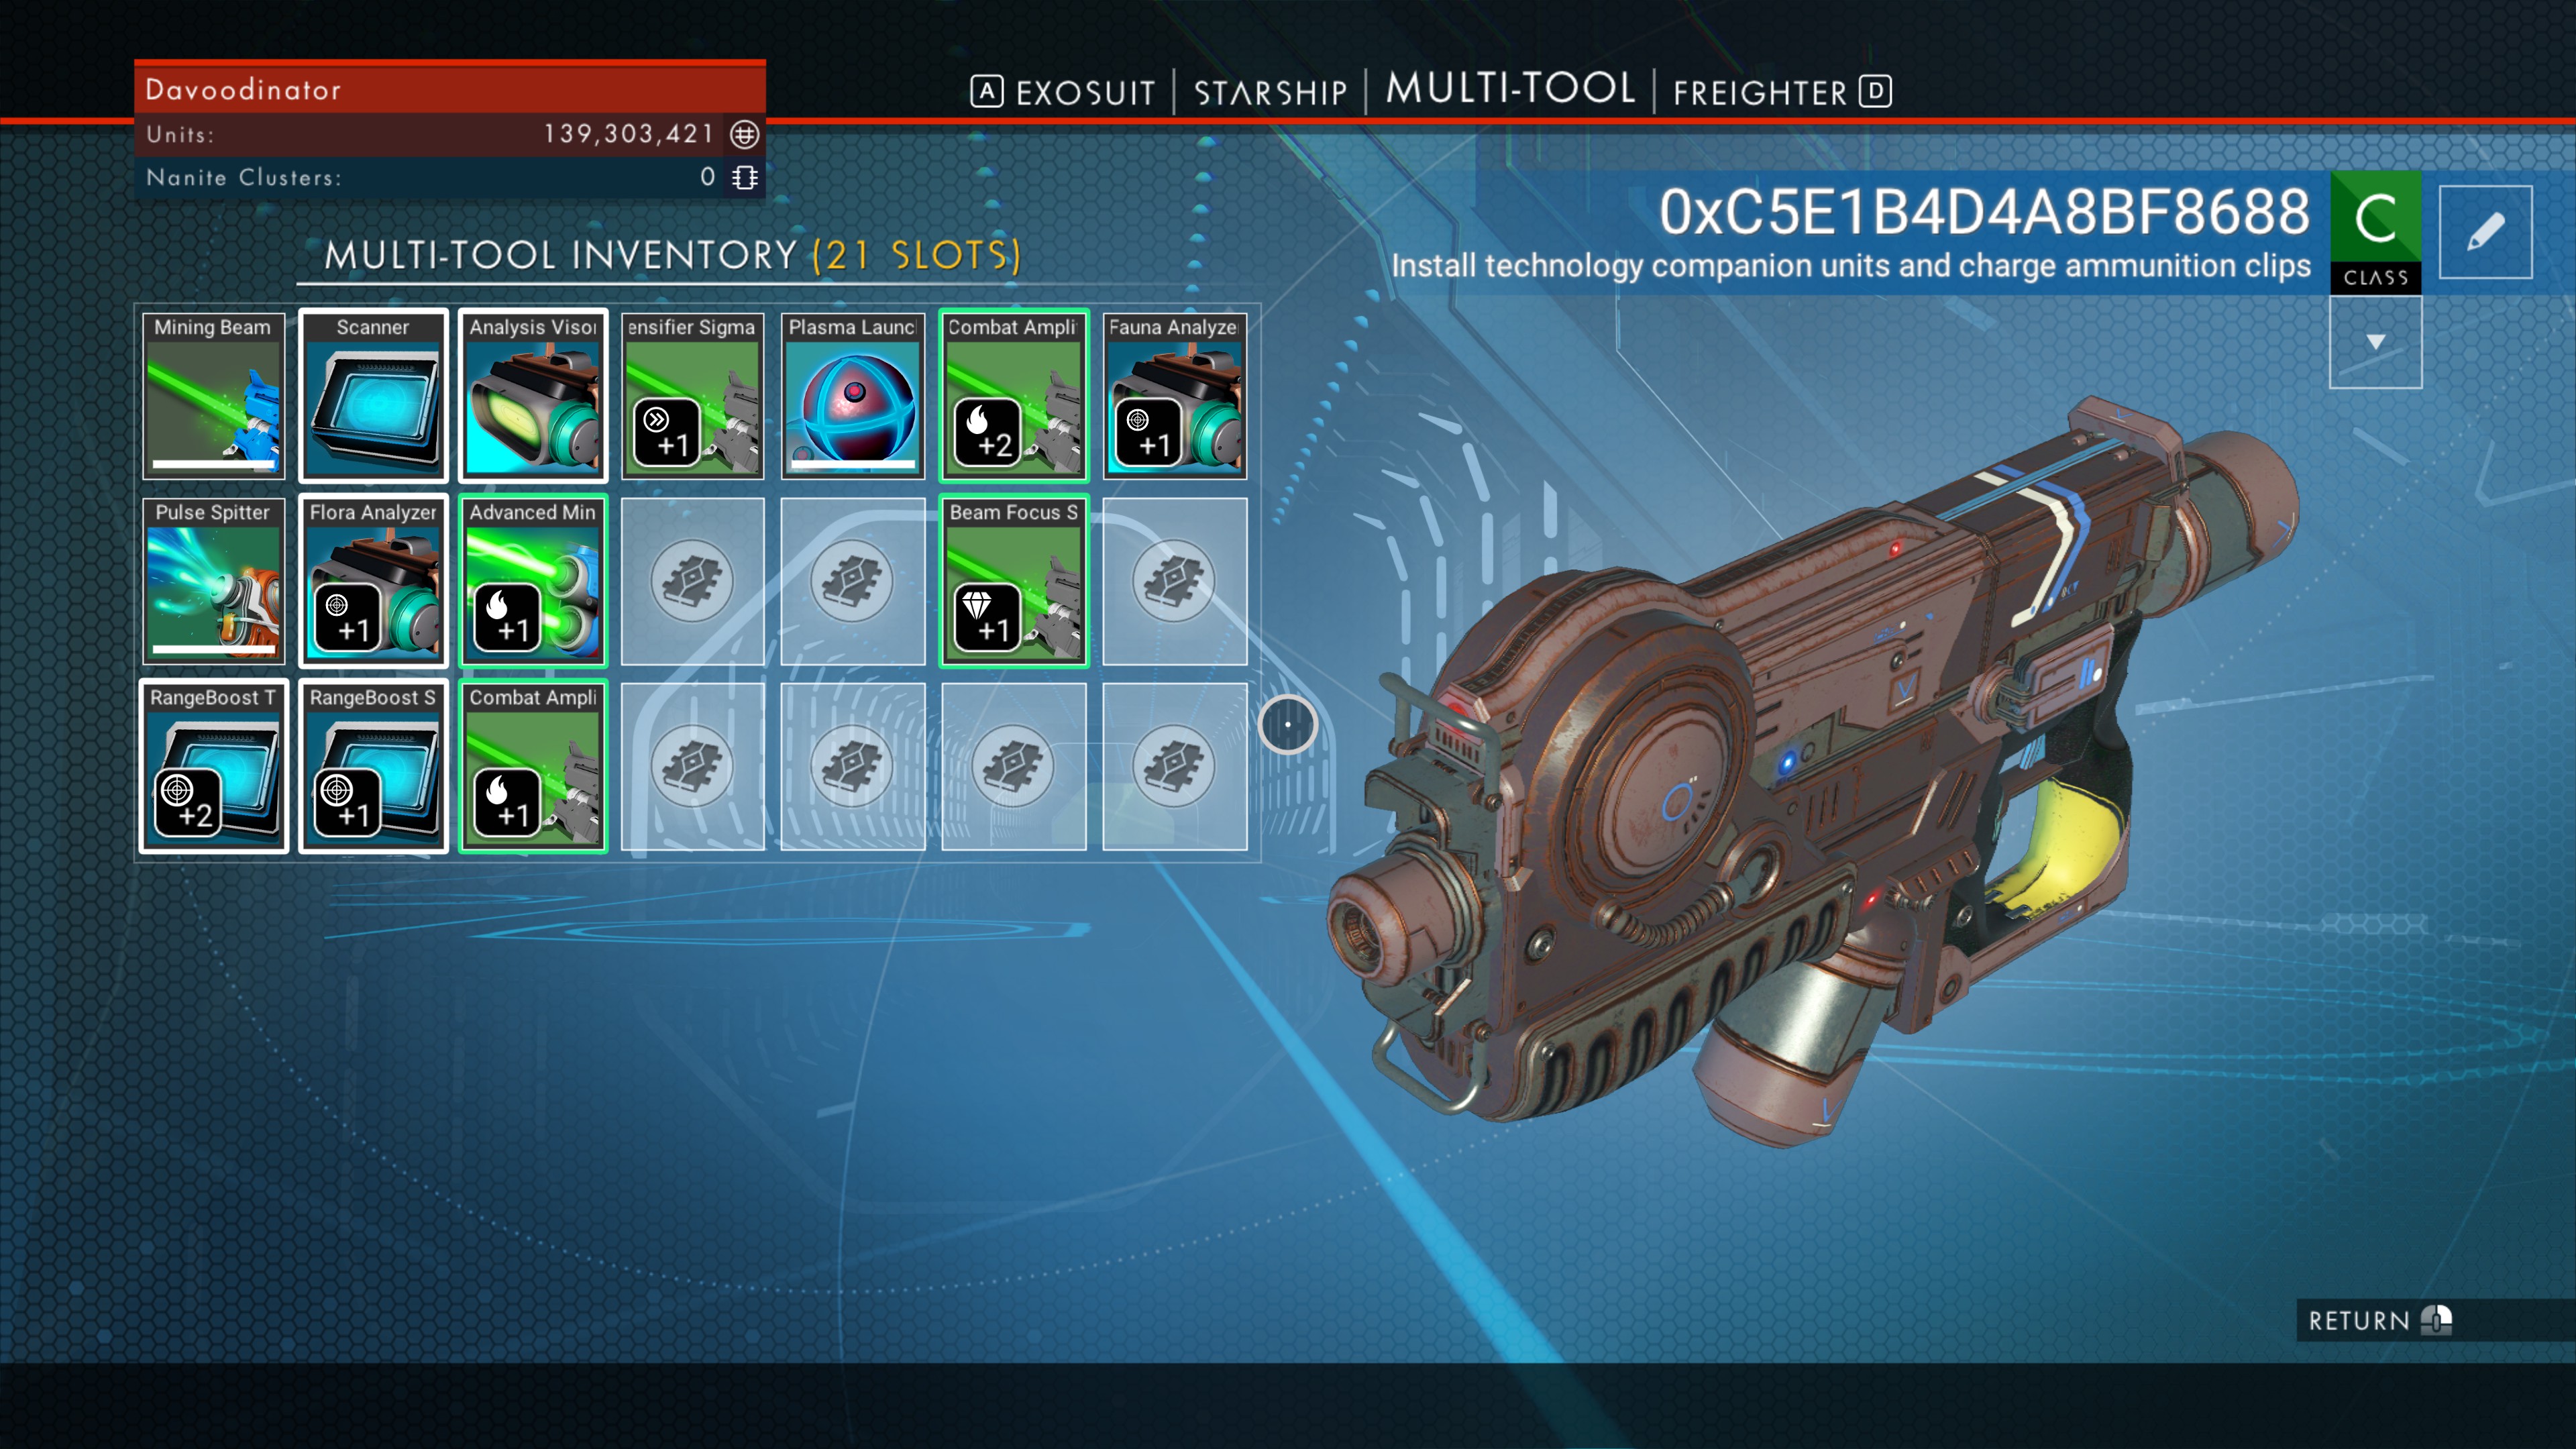 Davoodinator
Units: 139,303,421
Nanite Clusters: 0
A EXOSUIT STARSHIP MULTI-TOOL FREIGHTER D
0xC5E1B4D4A8BF8688
Install technology companion units and charge ammunition clips
C
CLASS
MULTI-TOOL INVENTORY (21 SLOTS)
Mining Beam Scanner Analysis Visor ensifier Sigma Plasma Launc Combat Ampli Fauna Analyze
+1 +2 +1
Pulse Spitter Flora Analyzer Advanced Min Beam Focus S
+1 +1 +1
RangeBoost T RangeBoost S Combat Ampli
+2 +1 +1
RETURN